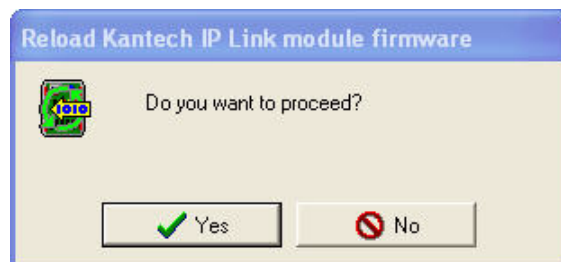 Reload Kantech IP Link module firmware
1010
Do you want to proceed?
Yes
No